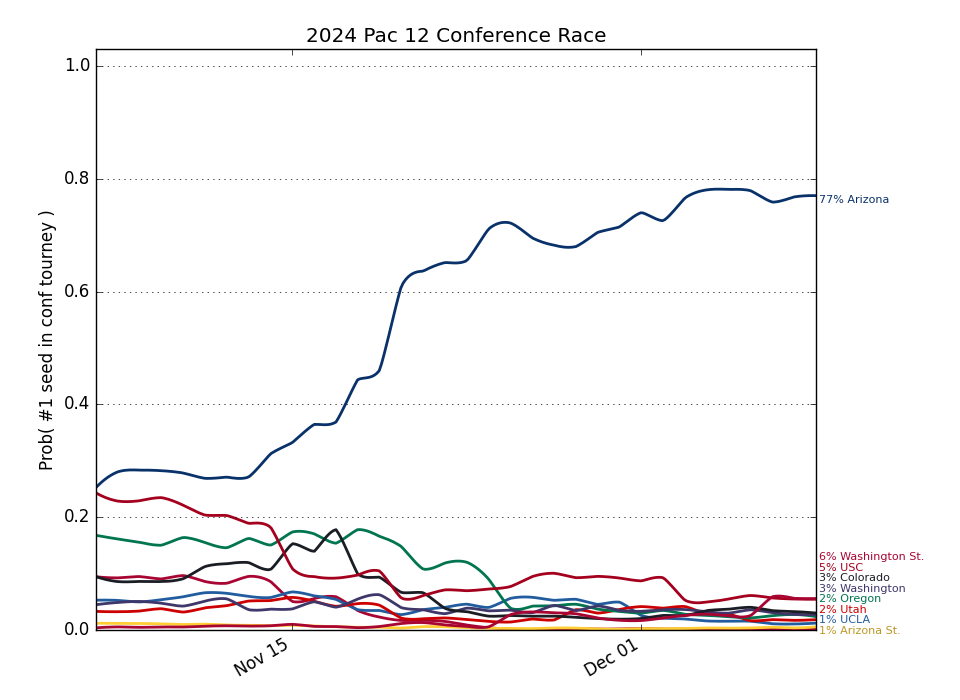 2024 Pac 12 Conference Race
Prob( #1 seed in conf tourney )
1.0
0.8
0.6
0.4
0.2
0.0
Nov 15
Dec 01
77% Arizona
6% Washington St.
5% USC
3% Colorado
3% Washington
2% Oregon
2% Utah
1% UCLA
1% Arizona St.